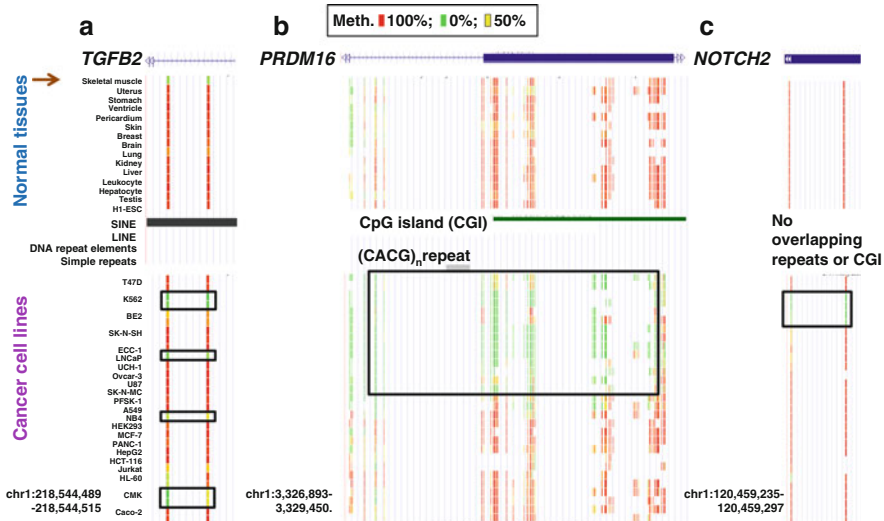 Meth. 100%; 0%; 50%
a
b
c
TGFB2
PRDM16
NOTCH2
Normal tissues
Skeletal muscle
Uterus
Stomach
Ventricle
Pericardium
Skin
Breast
Brain
Lung
Kidney
Liver
Leukocyte
Hepatocyte
Testis
H1-ESC
SINE
LINE
DNA repeat elements
Simple repeats
CpG island (CGI)
(CACG)n repeat
No
overlapping
repeats or CGI
Cancer cell lines
T47D
K562
BE2
SK-N-SH
ECC-1
LNCaP
UCH-1
Ovcar-3
U87
SK-N-MC
PFSK-1
A549
NB4
HEK293
MCF-7
PANC-1
HepG2
HCT-116
Jurkat
HL-60
CMK
Caco-2
chr1:218,544,489
-218,544,515
chr1:3,326,893-
3,329,450.
chr1:120,459,235-
120,459,297